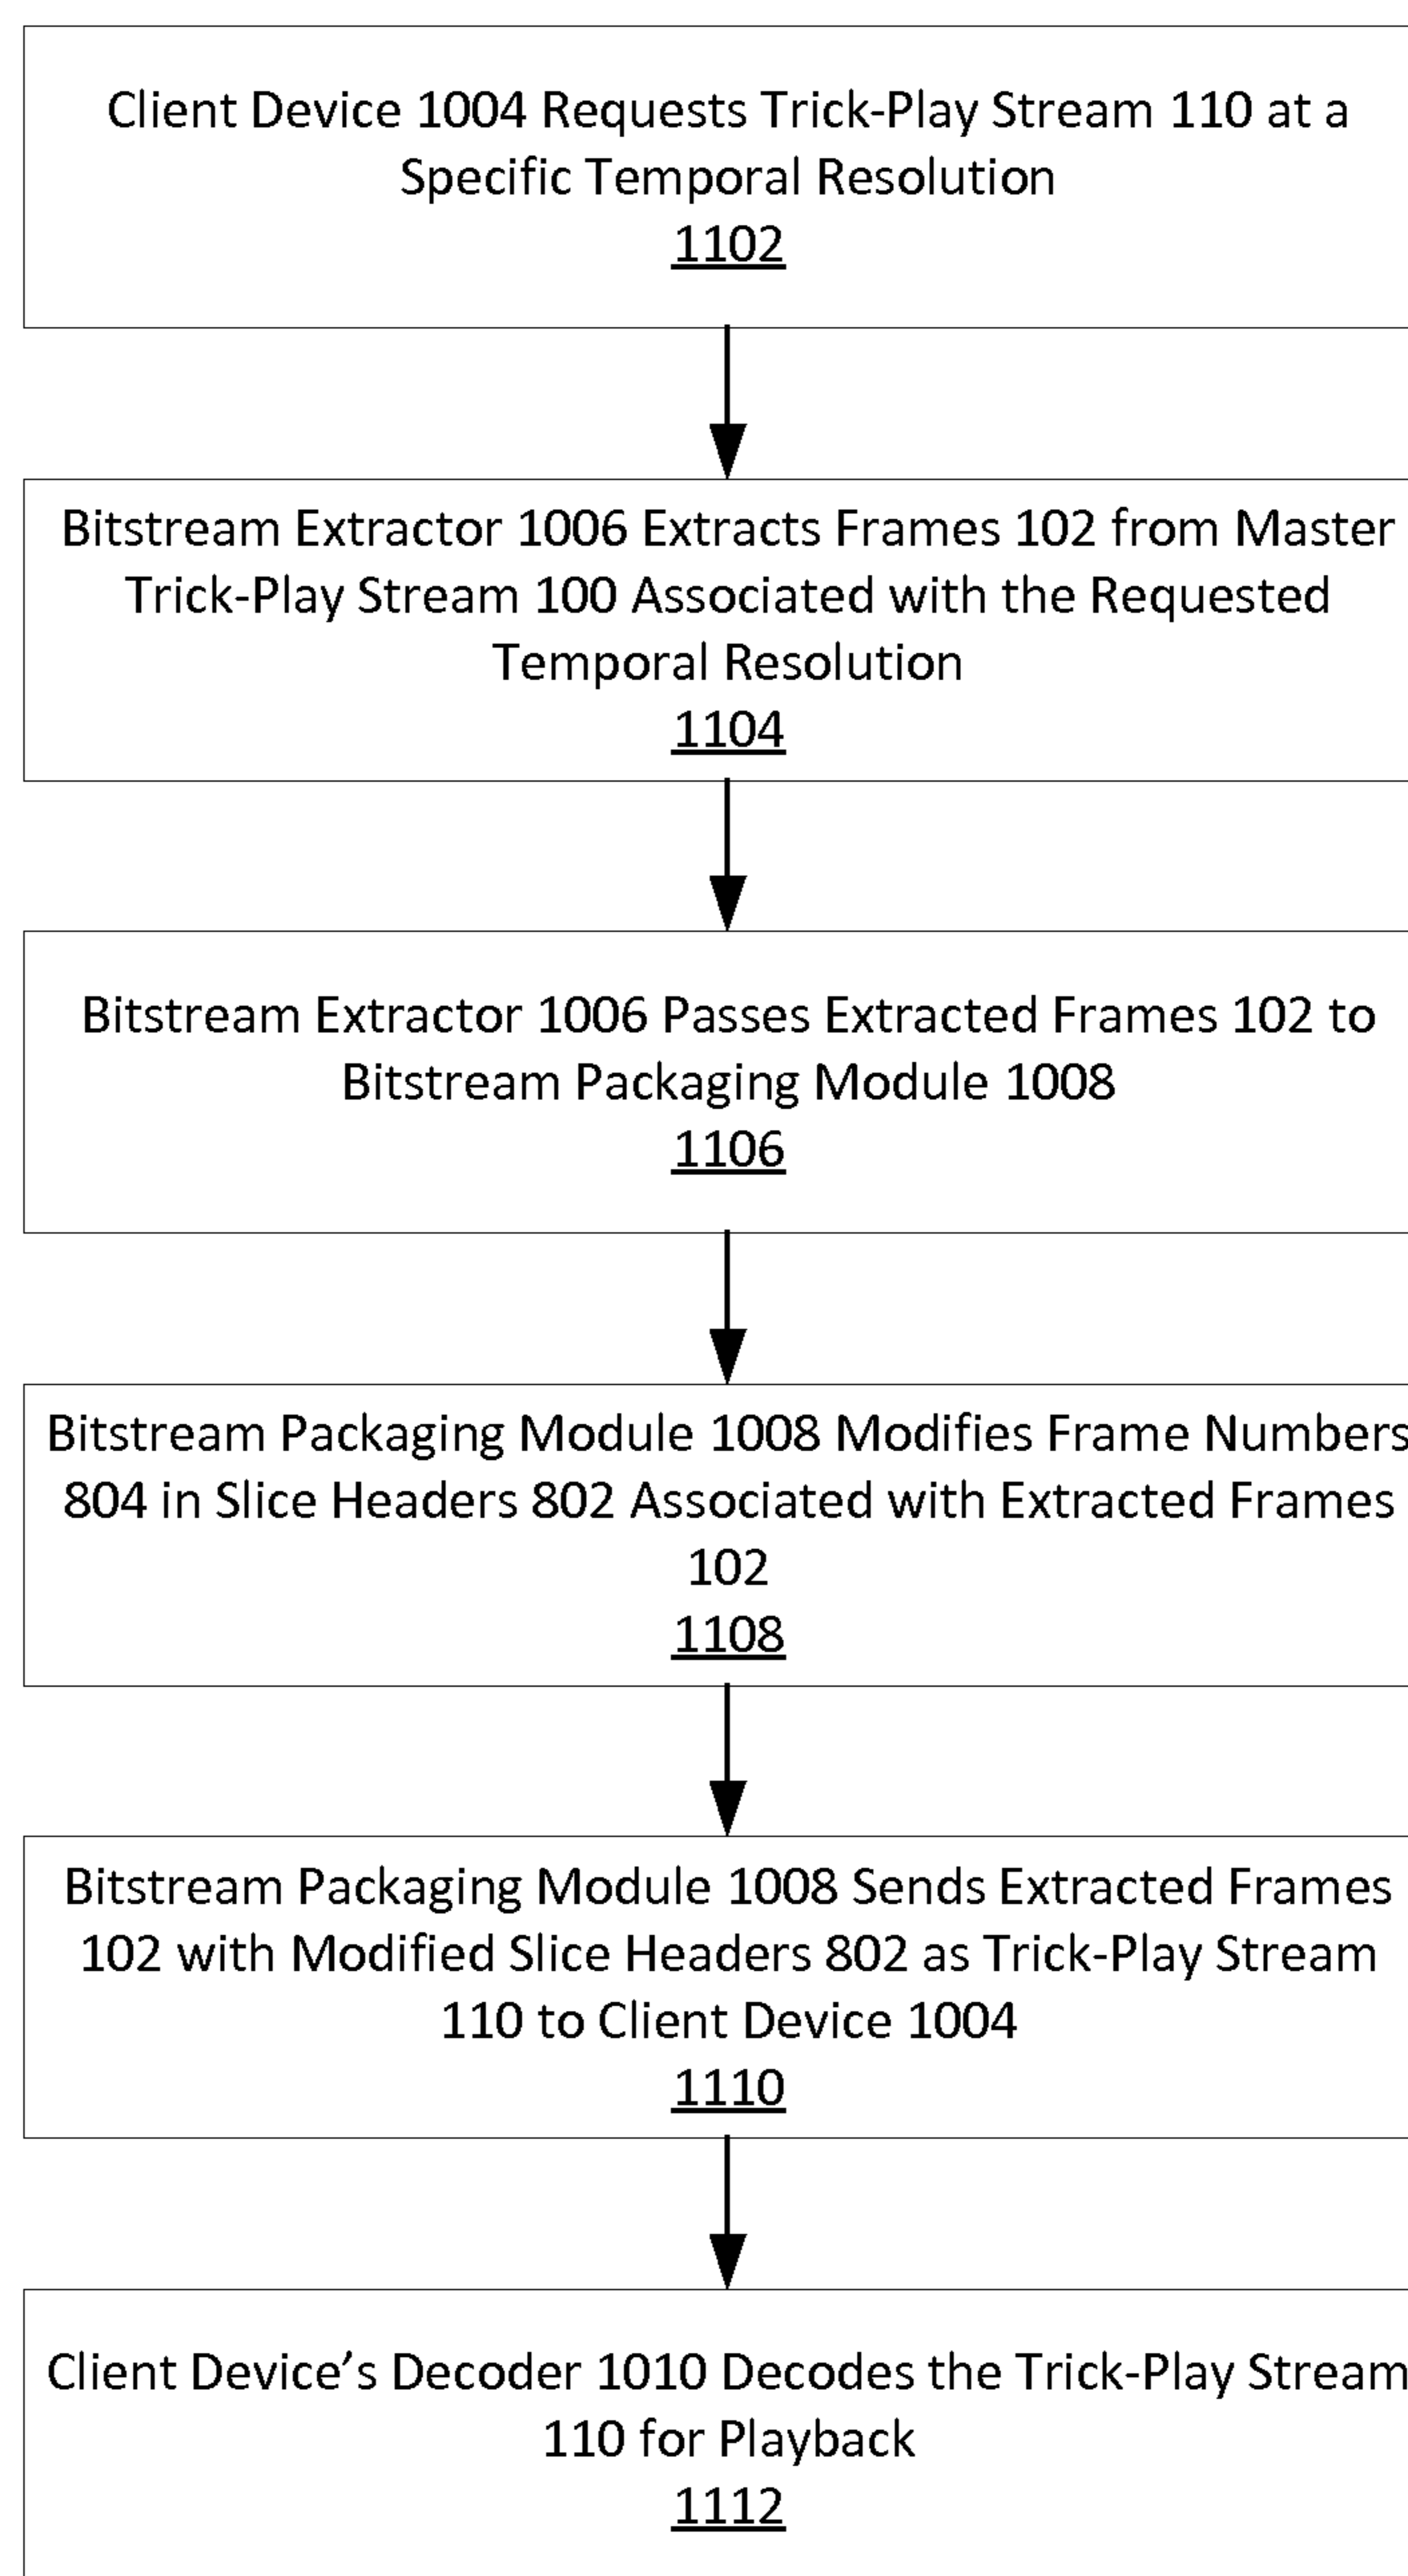 Client Device 1004 Requests Trick-Play Stream 110 at a
Specific Temporal Resolution
1102
Bitstream Extractor 1006 Extracts Frames 102 from Master
Trick-Play Stream 100 Associated with the Requested
Temporal Resolution
1104
Bitstream Extractor 1006 Passes Extracted Frames 102 to
Bitstream Packaging Module 1008
1106
Bitstream Packaging Module 1008 Modifies Frame Numbers
804 in Slice Headers 802 Associated with Extracted Frames
102
1108
Bitstream Packaging Module 1008 Sends Extracted Frames
102 with Modified Slice Headers 802 as Trick-Play Stream
110 to Client Device 1004
1110
Client Device’s Decoder 1010 Decodes the Trick-Play Stream
110 for Playback
1112